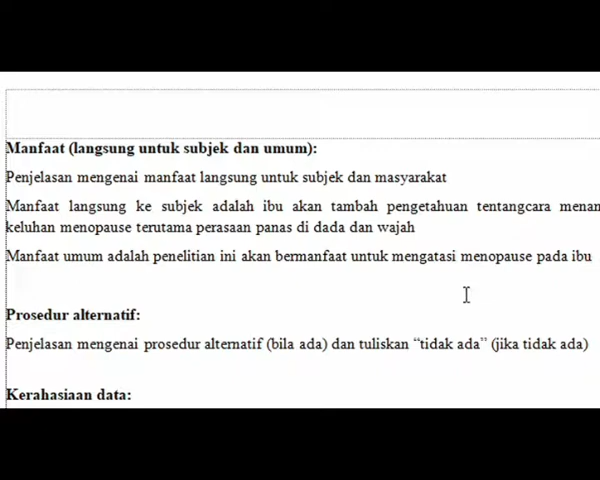 Manfaat (langsung untuk subjek dan umum):
Penjelasan mengenai manfaat langsung untuk subjek dan masyarakat
Manfaat langsung ke subjek adalah ibu akan tambah pengetahuan tentangcara
keluhan menopause terutama perasaan panas di dada dan wajah
Manfaat umum adalah penelitian ini akan bermanfaat untuk mengatasi menopause pada ibu
Prosedur alternatif:
Penjelasan mengenai prosedur alternatif (bila ada) dan tuliskan “tidak ada” (jika tidak ada)
Kerahasiaan data: